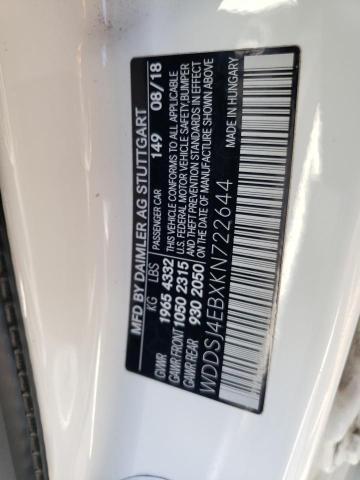 MFD BY DAIMLER AG STUTTGART
KG LBS PASSENGER CAR 149 08/18
GVWR 1965 4332 THIS VEHICLE CONFORMS TO ALL APPLICABLE
GAWR FRONT 1050 2315 U.S. FEDERAL MOTOR VEHICLE SAFETY, BUMPER
GAWR REAR 930 2050 & THEFT PREVENTION STANDARDS IN EFFECT
ON THE DATE OF MANUFACTURE SHOWN ABOVE
WDDSJ4EBXKN722644 MADE IN HUNGARY